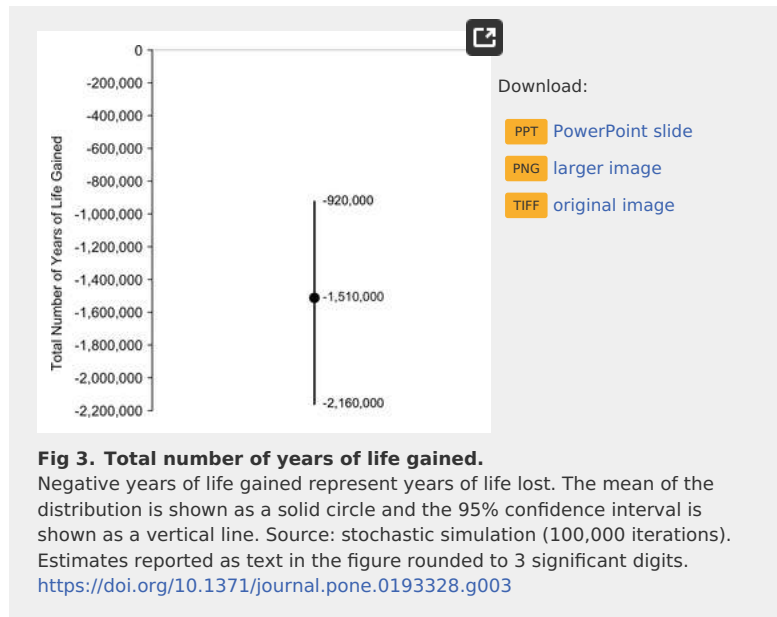 0
-200,000
-400,000
-600,000
-800,000
-1,000,000
-1,200,000
-1,400,000
-1,600,000
-1,800,000
-2,000,000
-2,200,000
Total Number of Years of Life Gained
-920,000
-1,510,000
-2,160,000
Download:
PPT PowerPoint slide
PNG larger image
TIFF original image
Fig 3. Total number of years of life gained.
Negative years of life gained represent years of life lost. The mean of the
distribution is shown as a solid circle and the 95% confidence interval is
shown as a vertical line. Source: stochastic simulation (100,000 iterations).
Estimates reported as text in the figure rounded to 3 significant digits.
https://doi.org/10.1371/journal.pone.0193328.g003